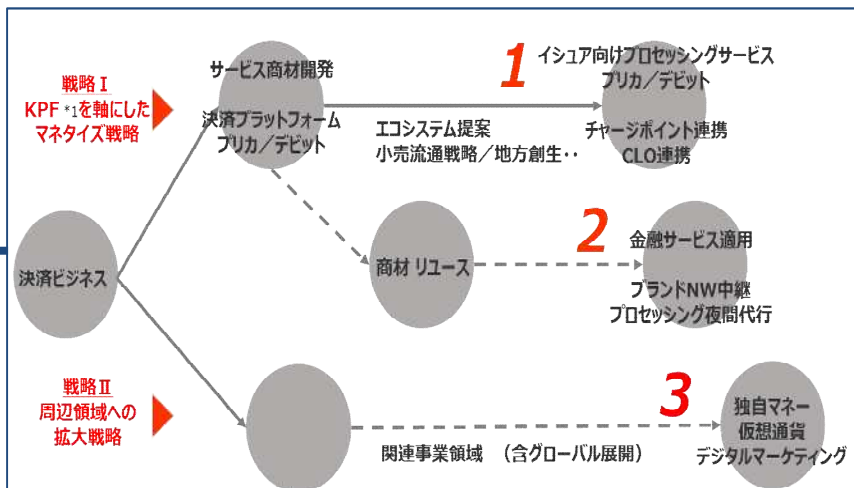 戦略Ⅰ
KPF *1を軸にした
マネタイズ戦略
サービス商材開発
決済プラットフォーム
プリカ／デビット
1
エコシステム提案
小売流通戦略／地方創生‥
イシュア向けプロセッシングサービス
プリカ／デビット
チャージポイント連携
CLO連携
決済ビジネス
商材 リユース
2
金融サービス適用
ブランドNW中継
プロセッシング夜間代行
戦略Ⅱ
周辺領域への
拡大戦略
3
関連事業領域 （含グローバル展開）
独自マネー
仮想通貨
デジタルマーケティング